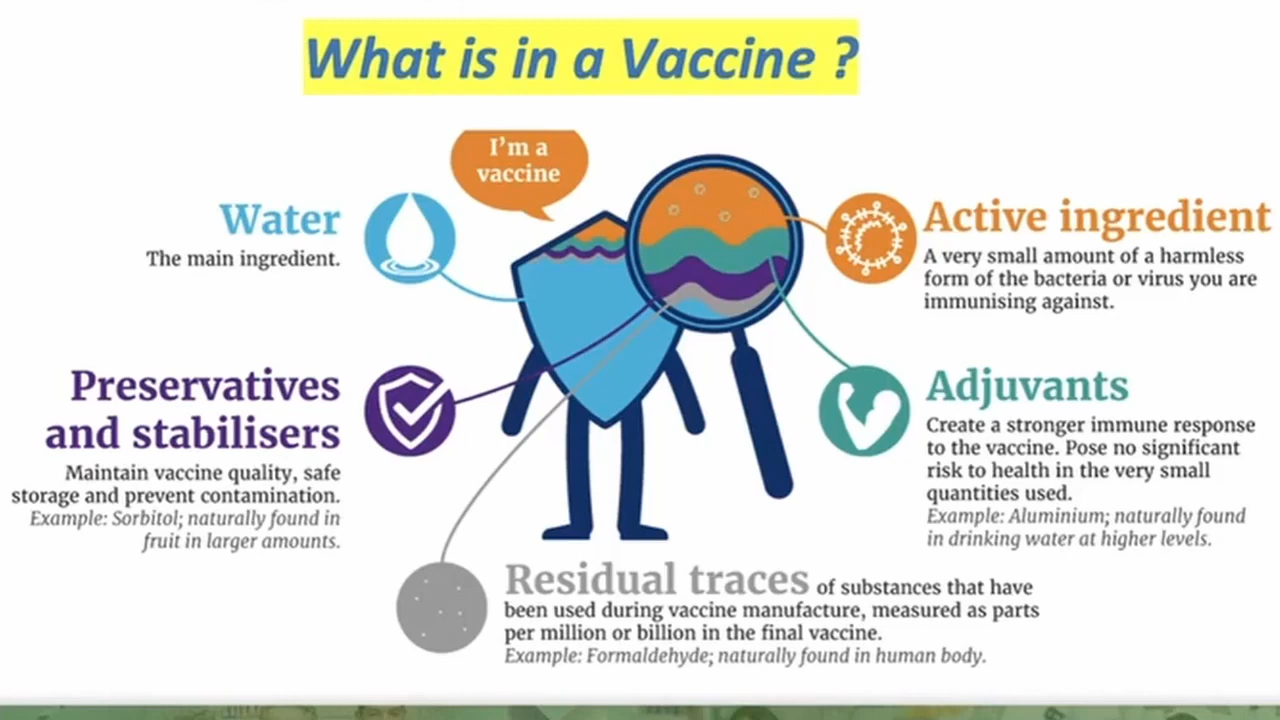 What is in a Vaccine ?
I'm a
vaccine
Water
The main ingredient.
Active ingredient
A very small amount of a harmless
form of the bacteria or virus you are
immunising against.
Preservatives
and stabilisers
Maintain vaccine quality, safe
storage and prevent contamination.
Example: Sorbitol; naturally found in
fruit in larger amounts.
Adjuvants
Create a stronger immune response
to the vaccine. Pose no significant
risk to health in the very small
quantities used.
Example: Aluminium; naturally found
in drinking water at higher levels.
Residual traces of substances that have
been used during vaccine manufacture, measured as parts
per million or billion in the final vaccine.
Example: Formaldehyde; naturally found in human body.